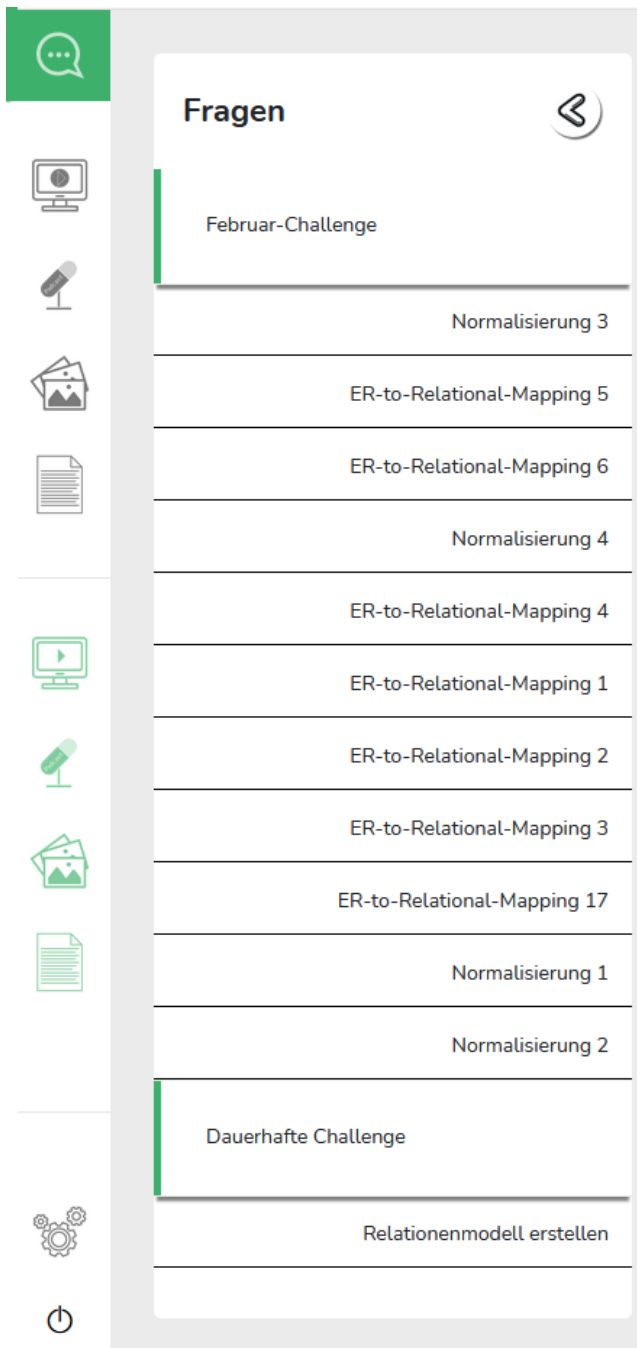 Fragen
Februar-Challenge
Normalisierung 3
ER-to-Relational-Mapping 5
ER-to-Relational-Mapping 6
Normalisierung 4
ER-to-Relational-Mapping 4
ER-to-Relational-Mapping 1
ER-to-Relational-Mapping 2
ER-to-Relational-Mapping 3
ER-to-Relational-Mapping 17
Normalisierung 1
Normalisierung 2
Dauerhafte Challenge
Relationenmodell erstellen
Podcast
Podcast